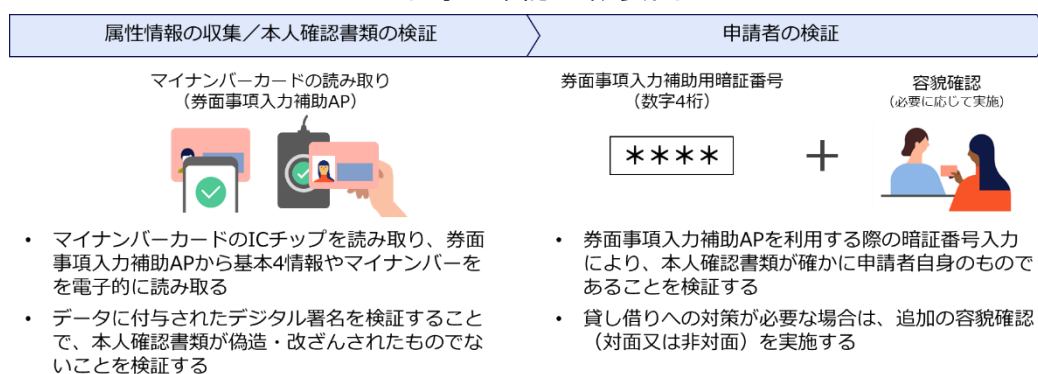 属性情報の収集／本人確認書類の検証
申請者の検証
マイナンバーカードの読み取り
（券面事項入力補助AP）
券面事項入力補助用暗証番号
（数字4桁）
＊＊＊＊
＋
容貌確認
（必要に応じて実施）
• マイナンバーカードのICチップを読み取り、券面
事項入力補助APから基本4情報やマイナンバーを
を電子的に読み取る
• データに付与されたデジタル署名を検証すること
で、本人確認書類が偽造・改ざんされたものでな
いことを検証する
• 券面事項入力補助APを利用する際の暗証番号入力
により、本人確認書類が確かに申請者自身のもので
あることを検証する
• 貸し借りへの対策が必要な場合は、追加の容貌確認
（対面又は非対面）を実施する